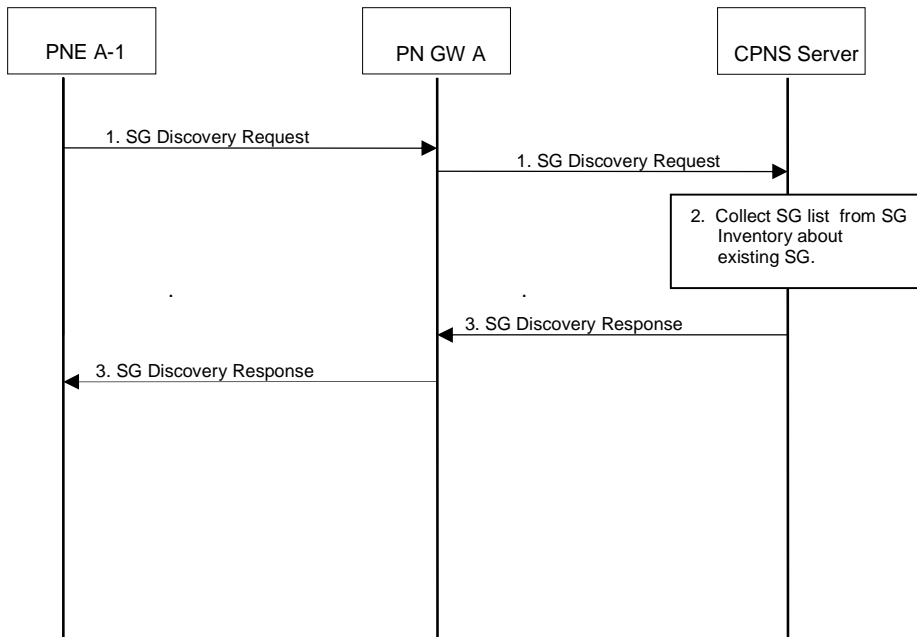 PNE A-1
PN GW A
CPNS Server
1. SG Discovery Request
1. SG Discovery Request
2. Collect SG list from SG
Inventory about
existing SG.
.
.
3. SG Discovery Response
3. SG Discovery Response